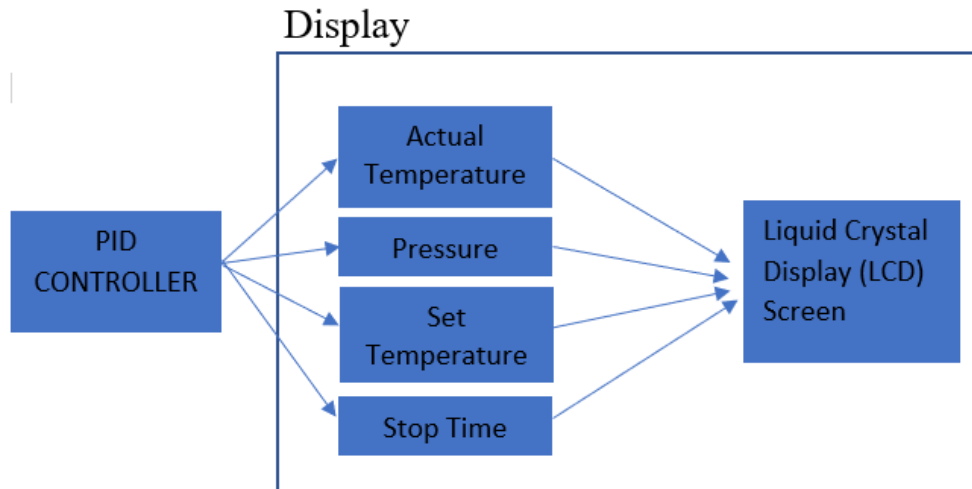 Display
Actual
Temperature
PID
CONTROLLER
Pressure
Set
Temperature
Stop Time
Liquid Crystal
Display (LCD)
Screen